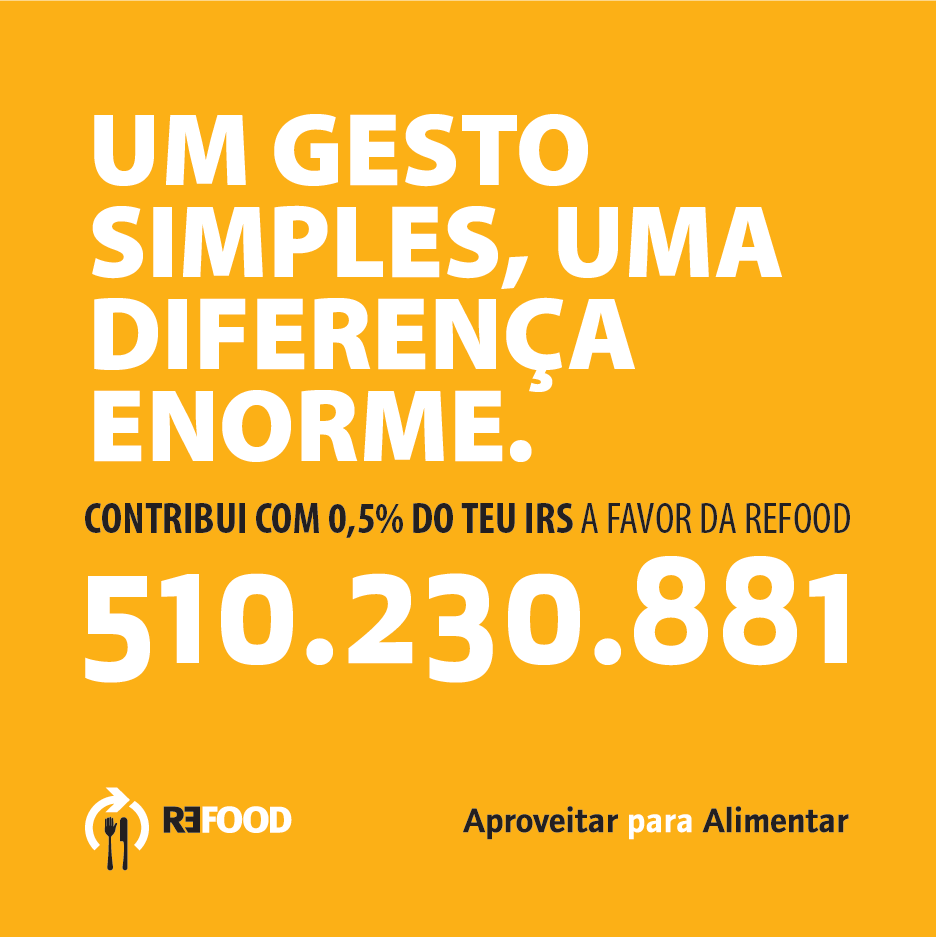 UM GESTO
SIMPLES, UMA
DIFERENÇA
ENORME.
CONTRIBUI COM 0,5% DO TEU IRS A FAVOR DA REFOOD
510.230.881
REFOOD
Aproveitar para Alimentar